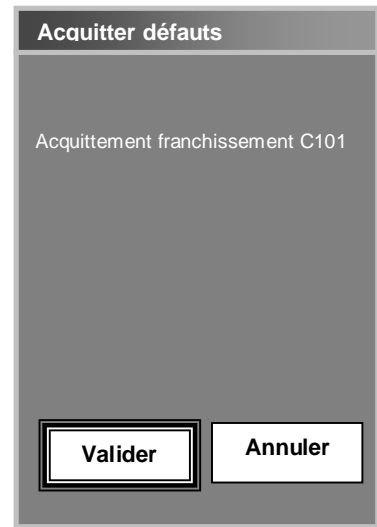 Acquitter défauts
Acquittement franchissement C101
Valider
Annuler